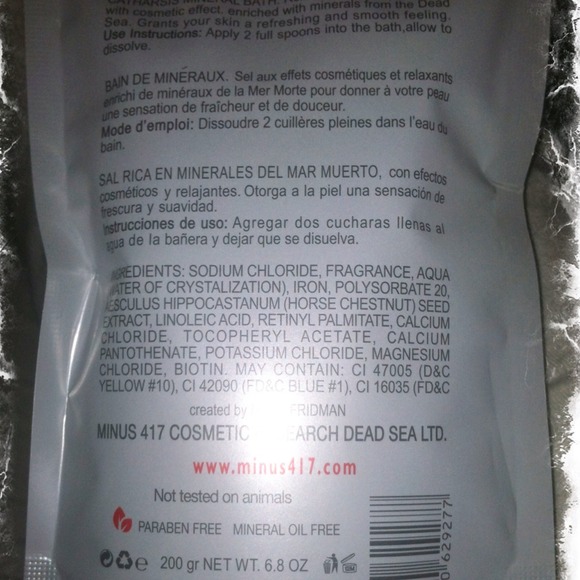 CATHARSIS MINERAL BATH.
with cosmetic effect, enriched with minerals from the Dead
Sea. Grants your skin a refreshing and smooth feeling.
Use Instructions: Apply 2 full spoons into the bath,allow to
dissolve.
BAIN DE MINÉRAUX. Sel aux effets cosmétiques et relaxants
enrichi de minéraux de la Mer Morte pour donner à votre peau
une sensation de fraîcheur et de douceur.
Mode d'emploi: Dissoudre 2 cuillères pleines dans l'eau du
bain.
SAL RICA EN MINERALES DEL MAR MUERTO, con efectos
cosméticos y relajantes. Otorga a la piel una sensación de
frescura y suavidad.
Instrucciones de uso: Agregar dos cucharas llenas al
agua de la bañera y dejar que se disuelva.
INGREDIENTS: SODIUM CHLORIDE, FRAGRANCE, AQUA
(WATER OF CRYSTALIZATION), IRON, POLYSORBATE 20,
AESCULUS HIPPOCASTANUM (HORSE CHESTNUT) SEED
EXTRACT, LINOLEIC ACID, RETINYL PALMITATE, CALCIUM
CHLORIDE, TOCOPHERYL ACETATE, CALCIUM
PANTOTHENATE, POTASSIUM CHLORIDE, MAGNESIUM
CHLORIDE, BIOTIN. MAY CONTAIN: CI 47005 (D&C
YELLOW #10), CI 42090 (FD&C BLUE #1), CI 16035 (FD&C
created by FRIDMAN
MINUS 417 COSMETIC DEAD SEA LTD.
www.minus417.com
Not tested on animals
PARABEN FREE MINERAL OIL FREE
200 gr NET WT. 6.8 OZ
0 629277